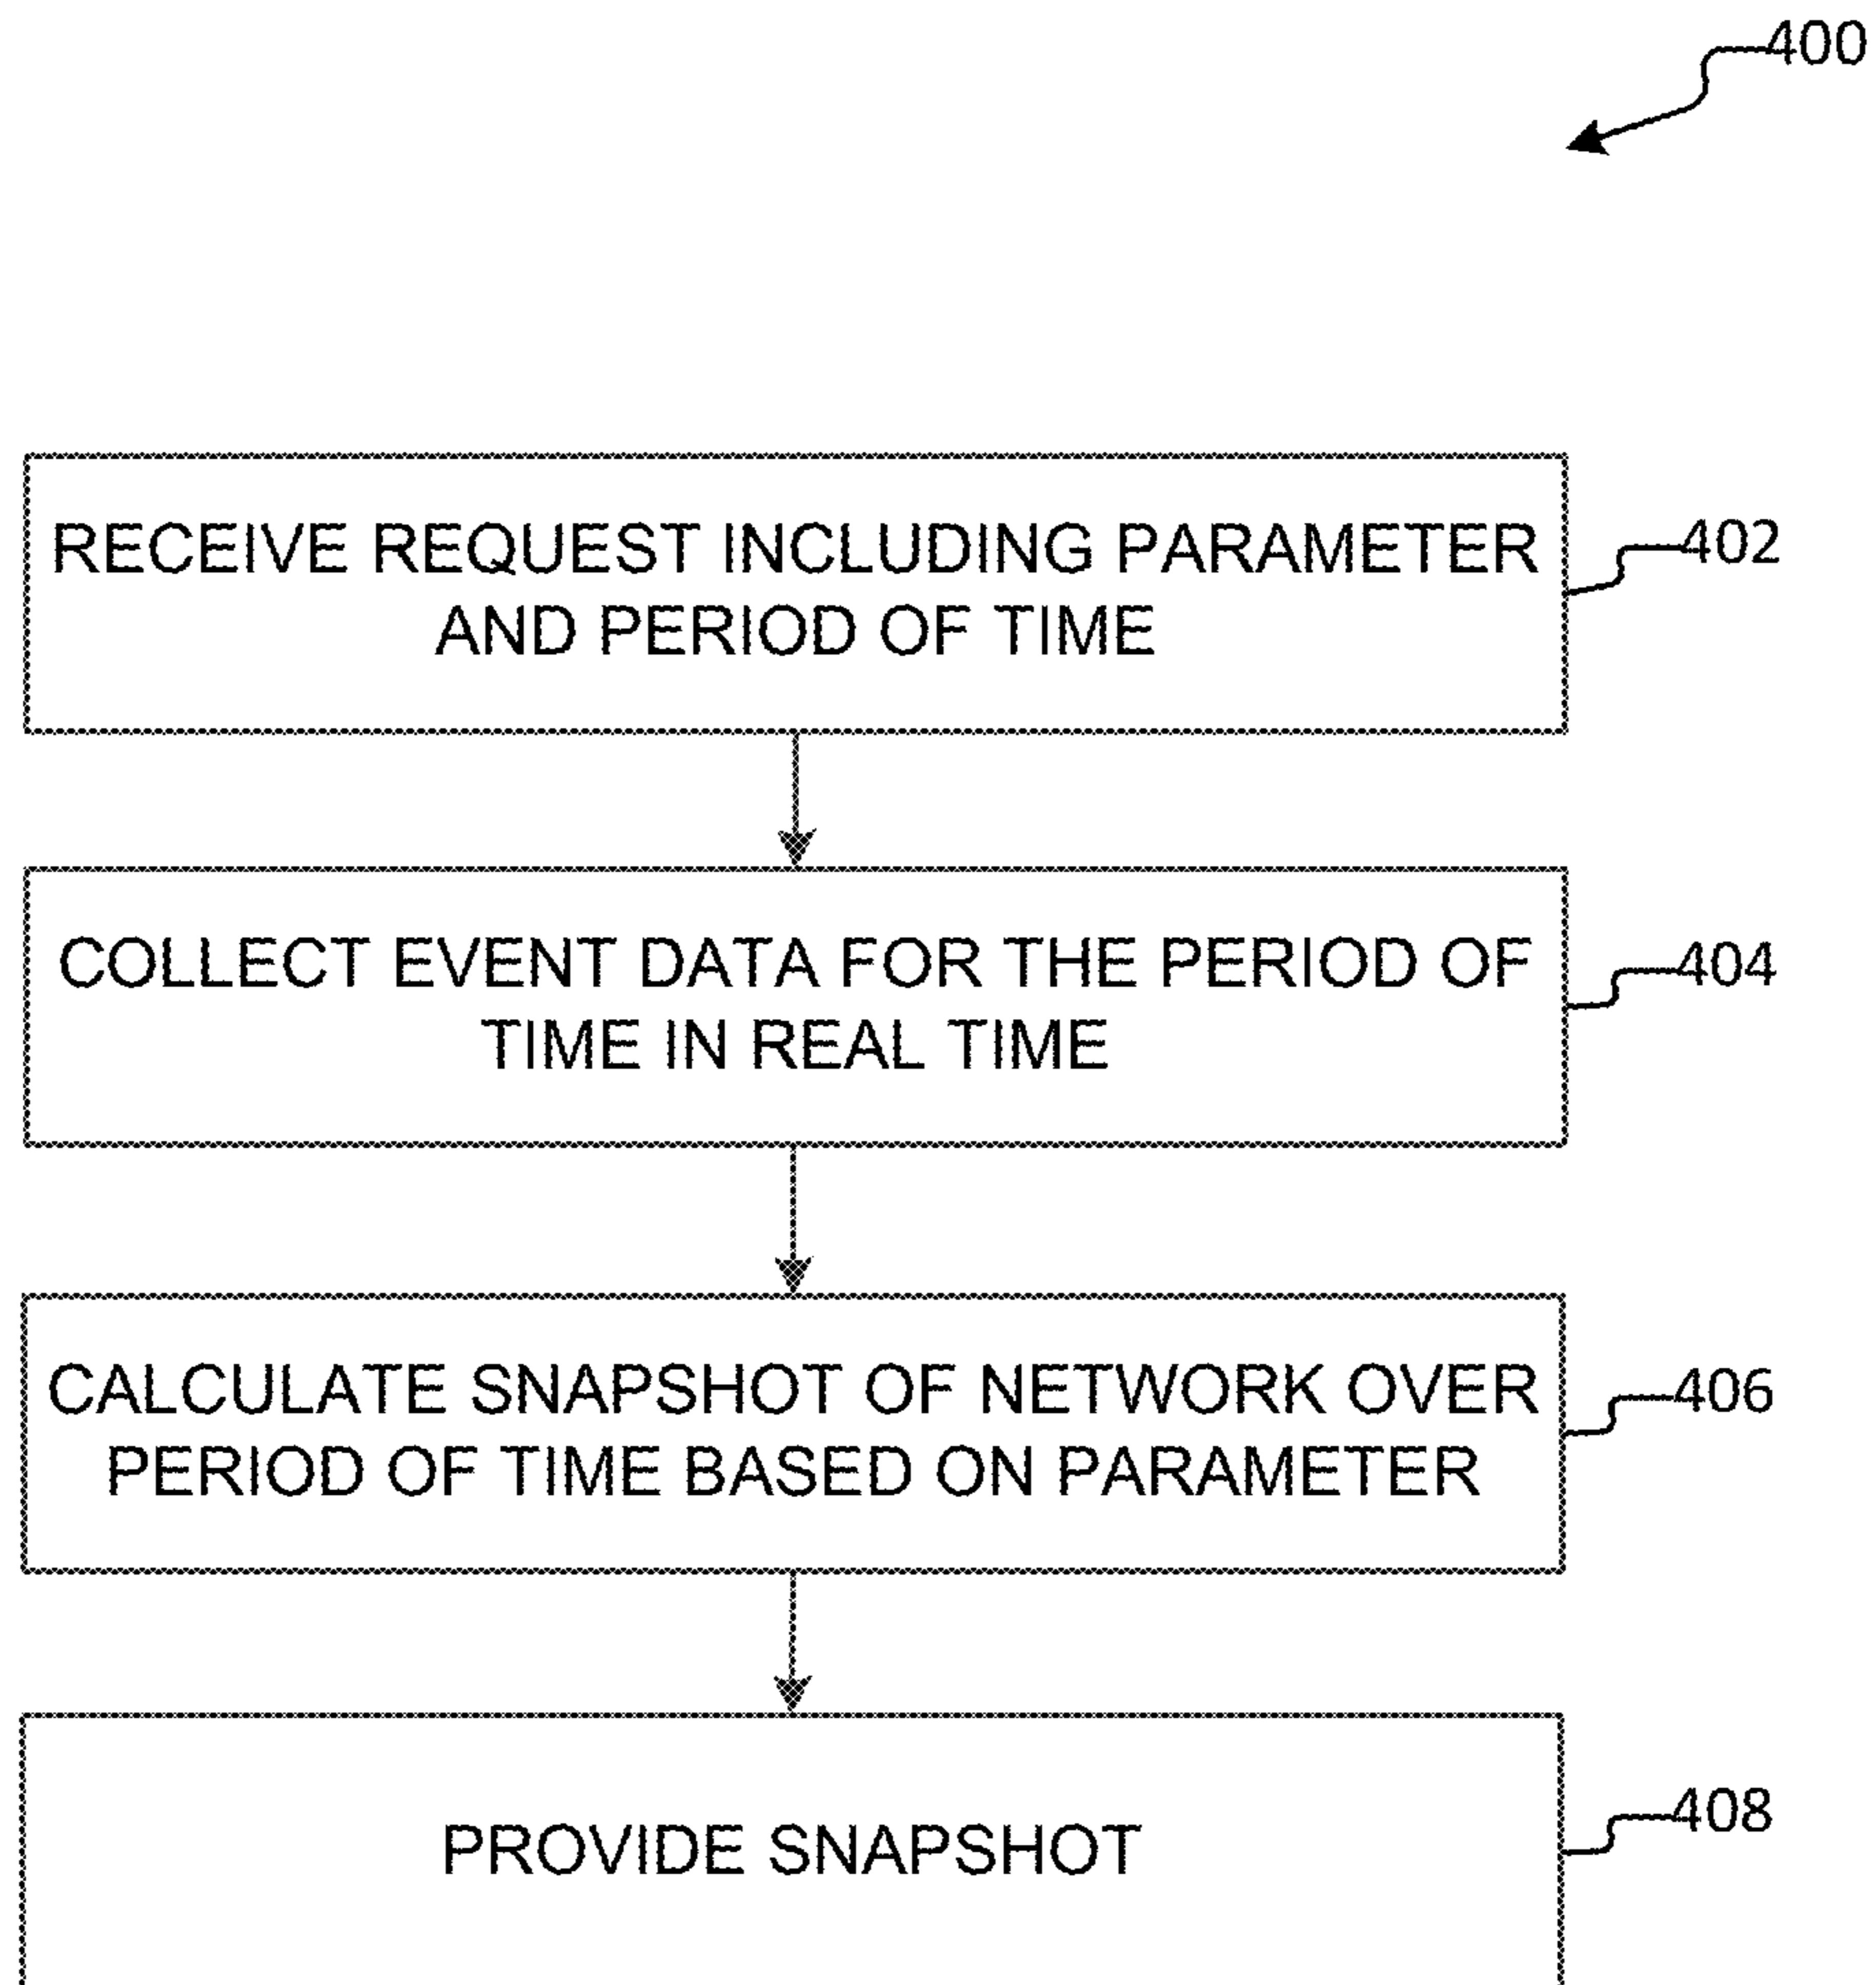 400
RECEIVE REQUEST INCLUDING PARAMETER
AND PERIOD OF TIME
402
COLLECT EVENT DATA FOR THE PERIOD OF
TIME IN REAL TIME
404
CALCULATE SNAPSHOT OF NETWORK OVER
PERIOD OF TIME BASED ON PARAMETER
406
PROVIDE SNAPSHOT
408